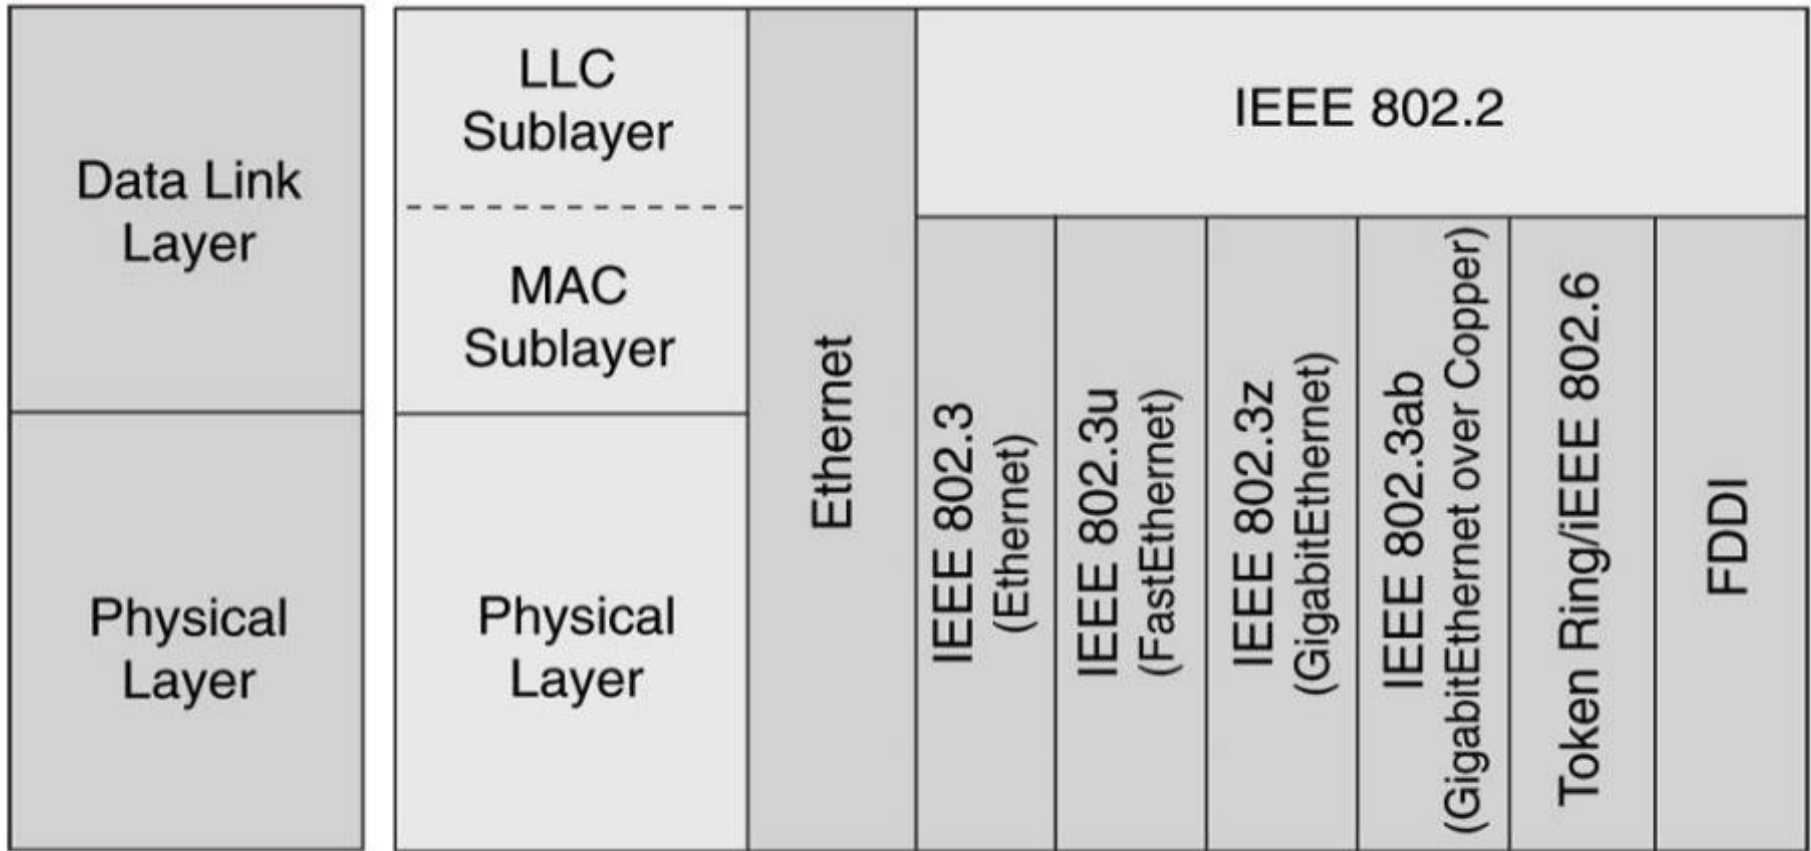 Data Link
Layer
Physical
Layer
LLC
Sublayer
MAC
Sublayer
Physical
Layer
Ethernet
IEEE 802.2
IEEE 802.3
(Ethernet)
IEEE 802.3u
(FastEthernet)
IEEE 802.3z
(GigabitEthernet)
IEEE 802.3ab
(GigabitEthernet over Copper)
Token Ring/iEEE 802.6
FDDI